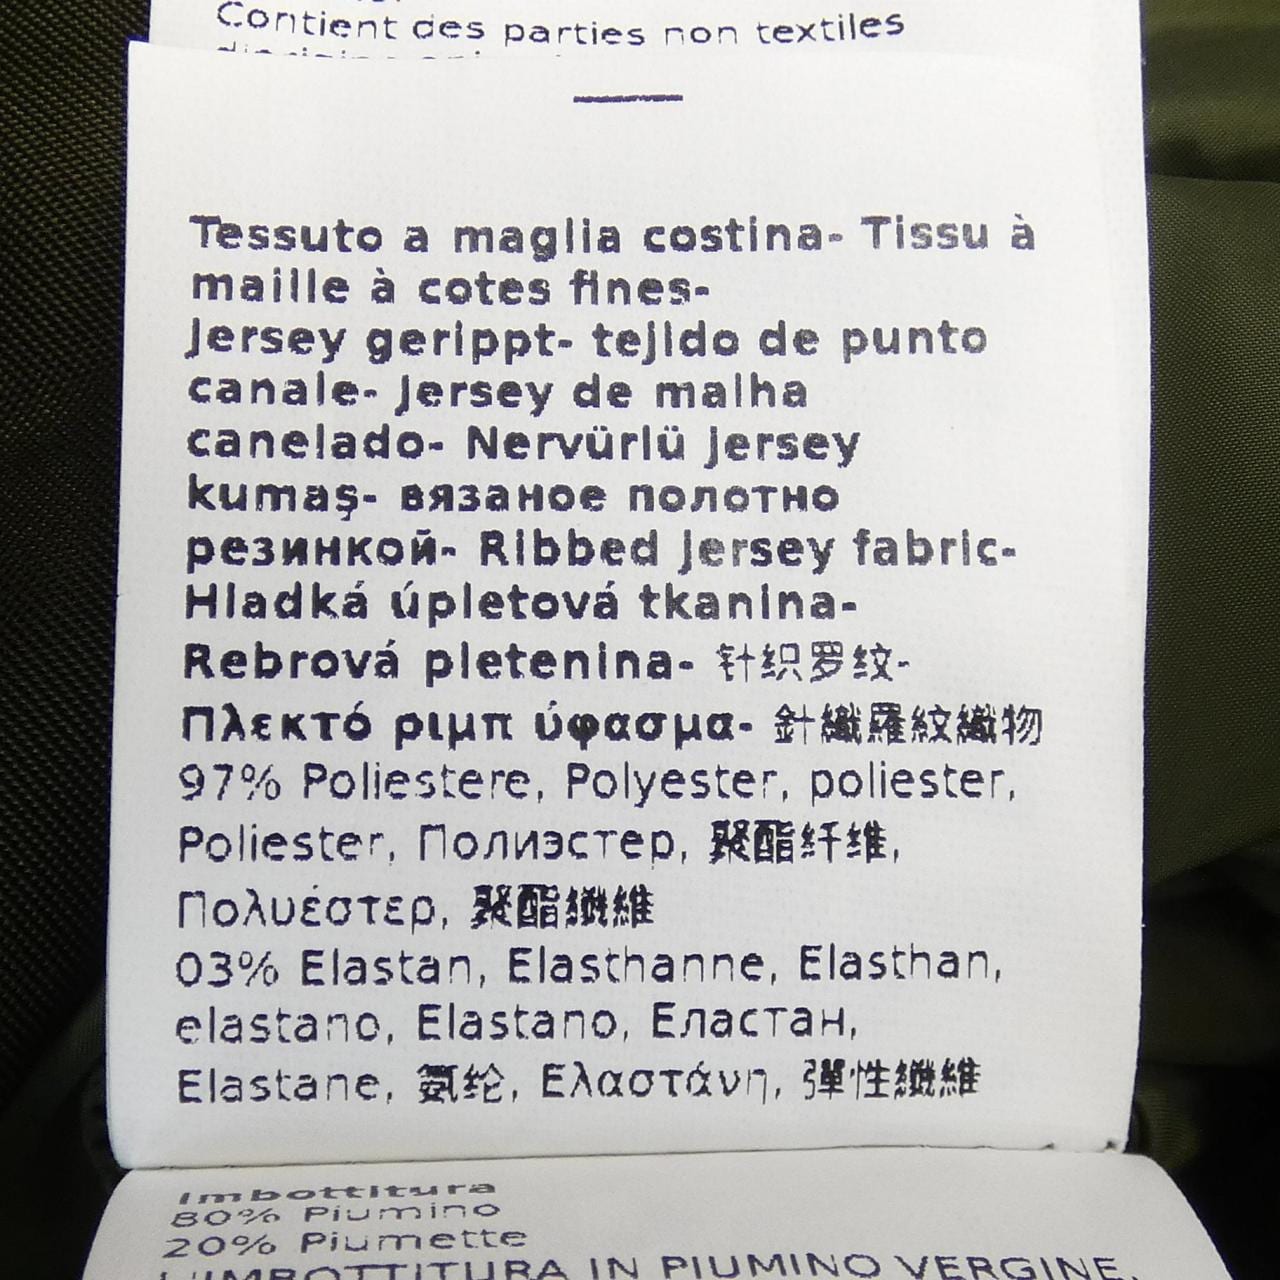 Contient des parties non textiles
Tessuto a maglia costina- Tissu à
maille à cotes fines-
Jersey gerippt- tejido de punto
canale- Jersey de malha
canelado- Nervürlü jersey
kumaş- вязаное полотно
резинкой- Ribbed jersey fabric-
Hladká úpletová tkanina-
Rebrová pletenina- 针织罗纹-
Πλεκτό ριμπ ύφασμα- 針織羅紋織物
97% Poliestere, Polyester, poliester,
Poliester, Полиэстер, 聚酯纤维,
Πολυέστερ, 聚酯纖維
03% Elastan, Elasthanne, Elasthan,
elastano, Elastano, Еластан,
Elastane, 氨纶, Ελαστάνη, 彈性纖維
Imbottitura
80% Piumino
20% Piumette
L'IMBOTTITURA IN PIUMINO VERGINE,